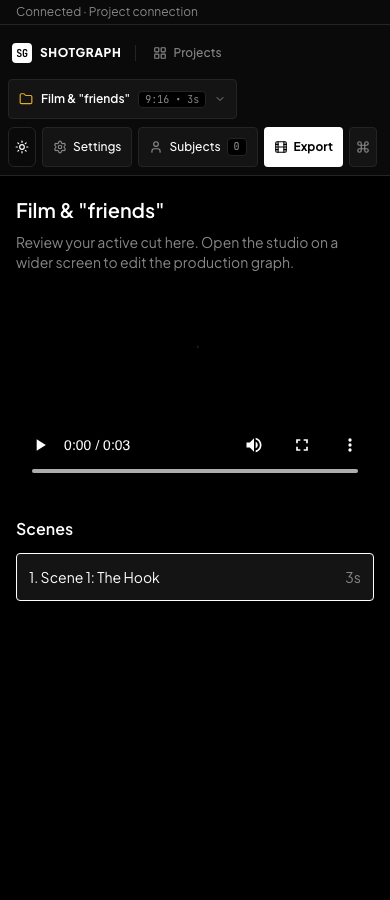 Connected · Project connection
SG SHOTGRAPH Projects
Film & "friends" 9:16 • 3s
Settings Subjects 0 Export ⌘
Film & "friends"
Review your active cut here. Open the studio on a
wider screen to edit the production graph.
0:00 / 0:03
Scenes
1. Scene 1: The Hook 3s